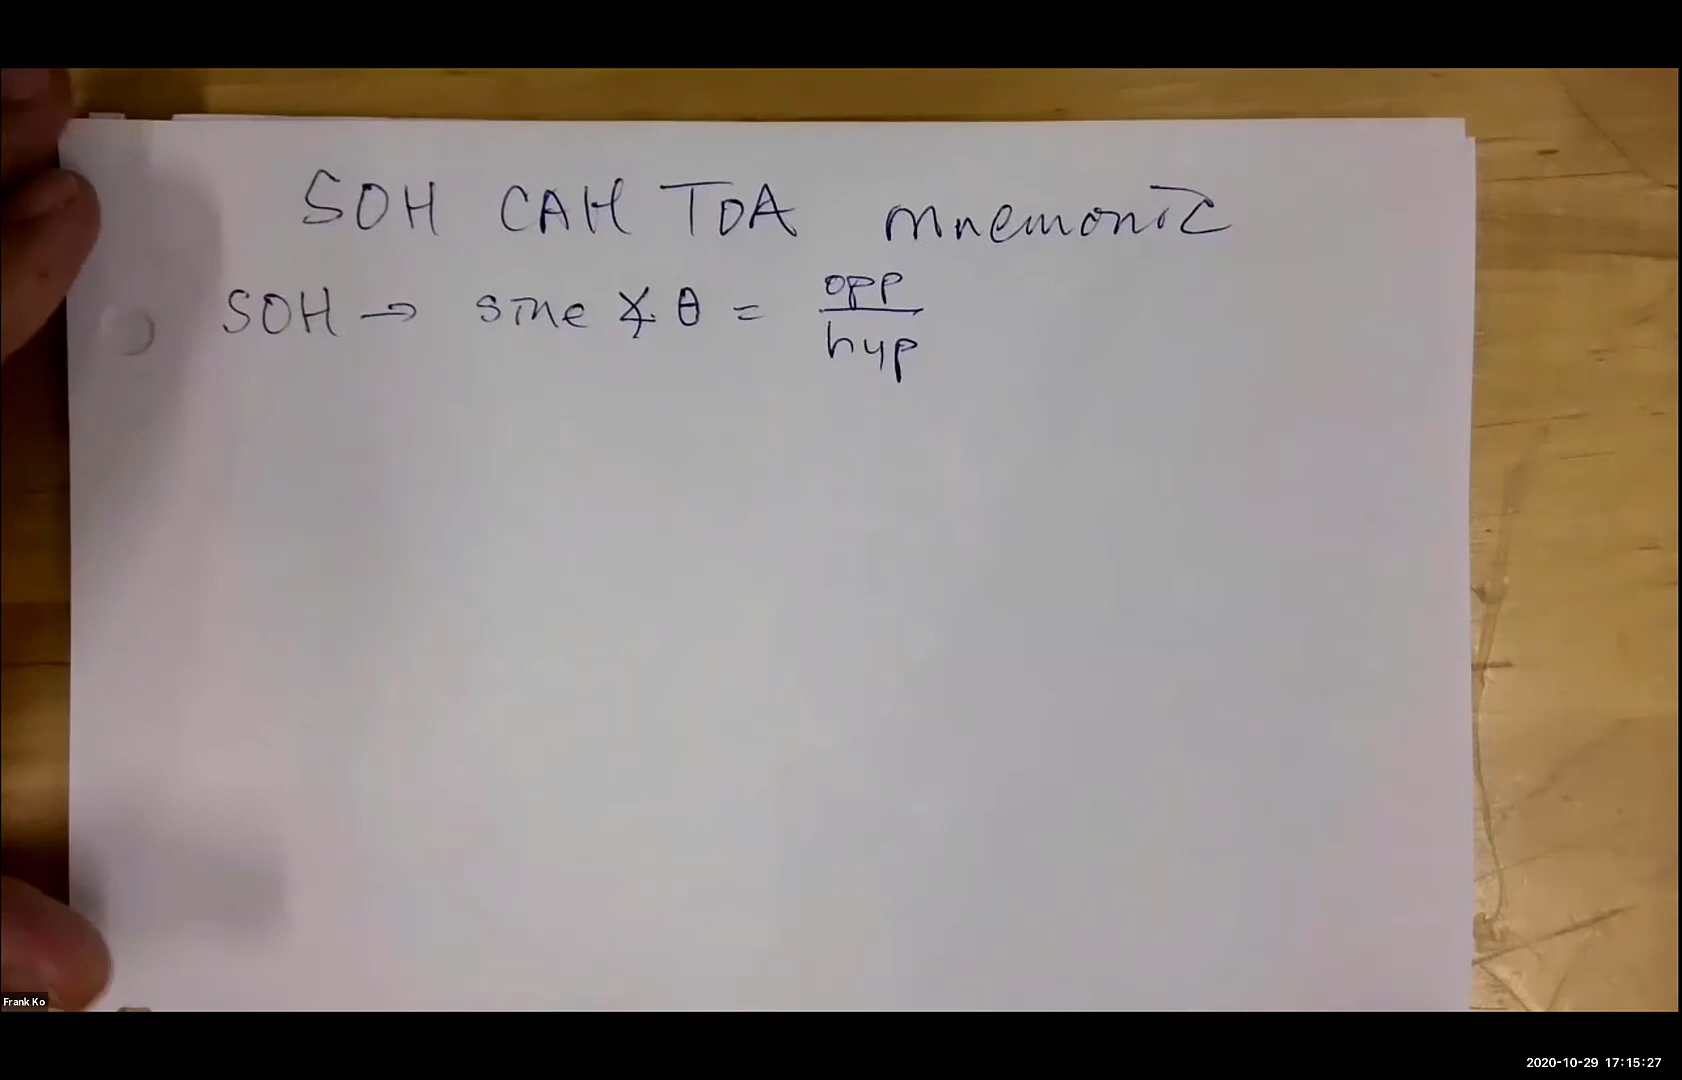 SOH CAH TOA mnemonic
SOH → sine ∡ θ = opp/hyp
Frank Ko
2020-10-29 17:15:27